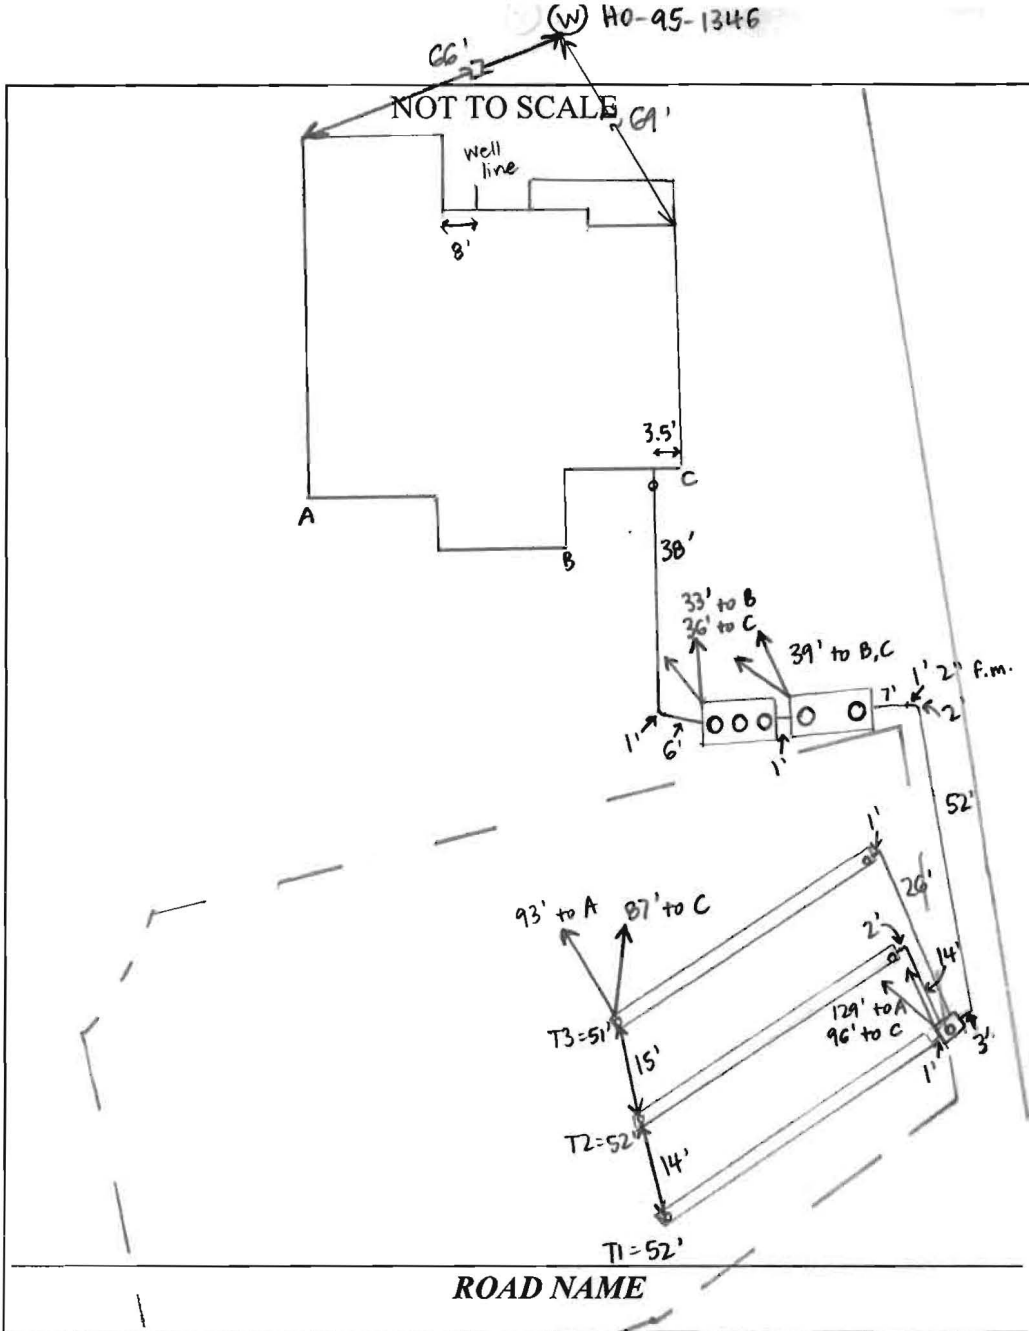 (W) HO-95-1346
66'
NOT TO SCALE
~69'
well
line
8'
3.5'
C
A
B
38'
33' to B
36' to C
39' to B,C
1' 2" f.m.
7'
2'
1'
6'
1'
52'
1'
26'
93' to A
87' to C
2'
14'
129' to A
96' to C
T3=51'
3'
1'
15'
T2=52'
14'
T1=52'
ROAD NAME